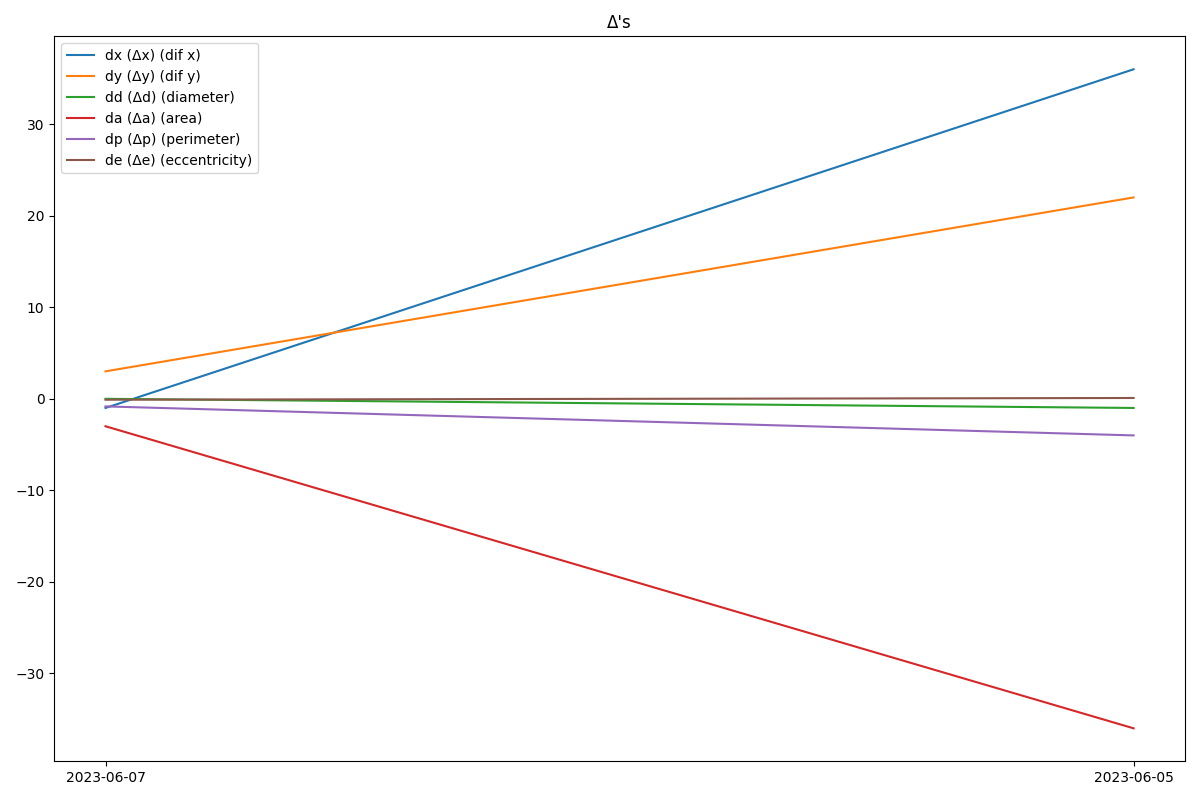 Δ's
dx (Δx) (dif x)
dy (Δy) (dif y)
dd (Δd) (diameter)
da (Δa) (area)
dp (Δp) (perimeter)
de (Δe) (eccentricity)
30
20
10
0
−10
−20
−30
2023-06-07 2023-06-05